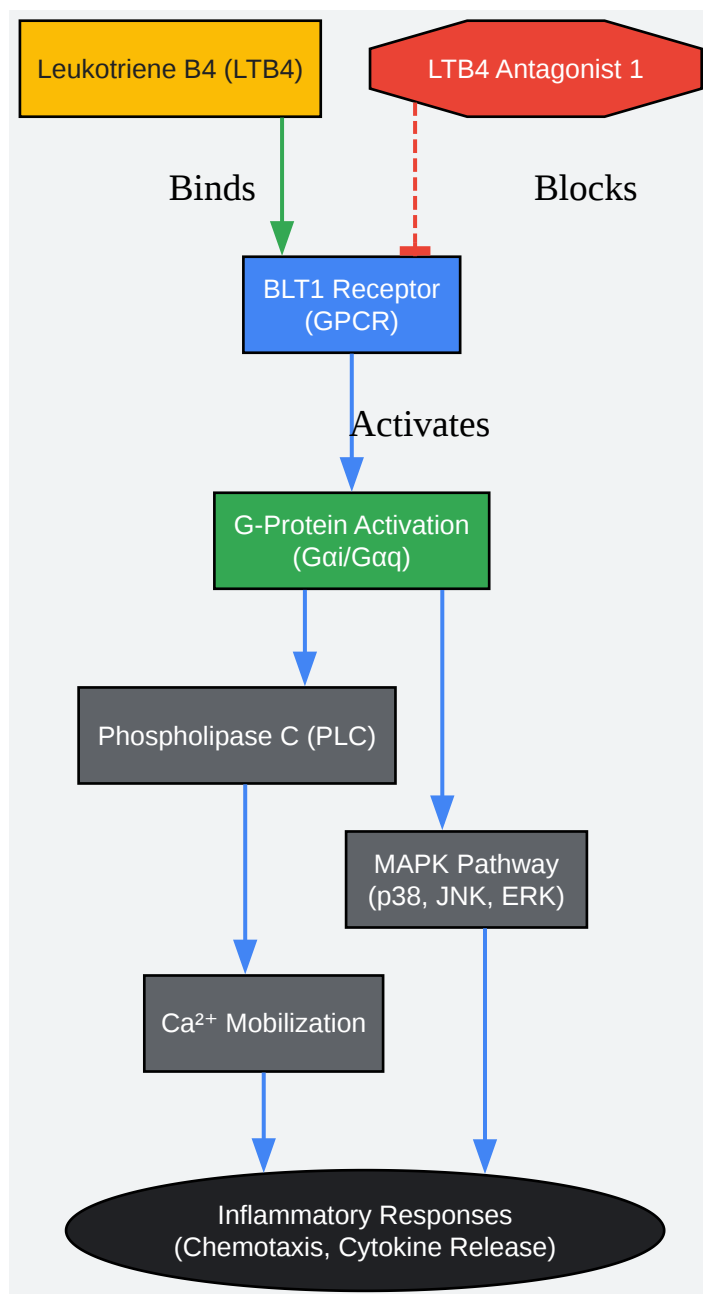 Leukotriene B4 (LTB4)
LTB4 Antagonist 1
Binds
Blocks
BLT1 Receptor
(GPCR)
Activates
G-Protein Activation
(Gαi/Gαq)
Phospholipase C (PLC)
MAPK Pathway
(p38, JNK, ERK)
Ca²⁺ Mobilization
Inflammatory Responses
(Chemotaxis, Cytokine Release)